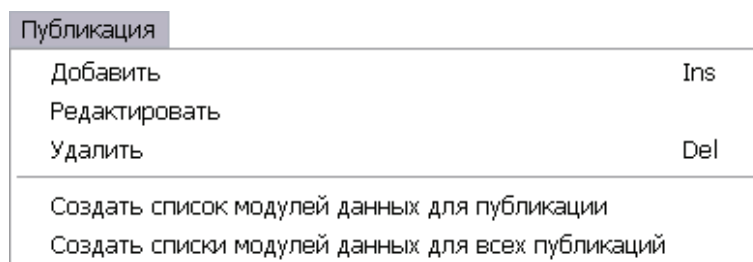 Публикация
Добавить Ins
Редактировать
Удалить Del
Создать список модулей данных для публикации
Создать списки модулей данных для всех публикаций